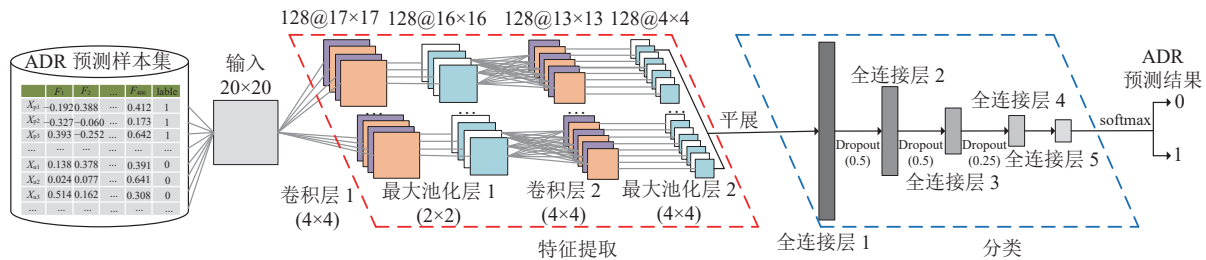 128@17×17 128@16×16 128@13×13 128@4×4
ADR 预测样本集
F₁ F₂ ... F₄₀₀ lable
Xp1 −0.192 0.388 ... 0.412 1
Xp2 −0.327 −0.060 ... 0.173 1
Xp3 0.393 −0.252 ... 0.642 1
... ... ... ... ... ...
Xn1 0.138 0.378 ... 0.391 0
Xn2 0.024 0.077 ... 0.641 0
Xn3 0.514 0.162 ... 0.308 0
... ... ... ... ... ...
输入
20×20
...
...
...
...
卷积层 1
(4×4)
最大池化层 1
(2×2)
卷积层 2
(4×4)
最大池化层 2
(4×4)
特征提取
平展
全连接层 1
Dropout
(0.5)
全连接层 2
Dropout
(0.5)
全连接层 3
Dropout
(0.25)
全连接层 4
全连接层 5
分类
softmax
ADR
预测结果
0
1